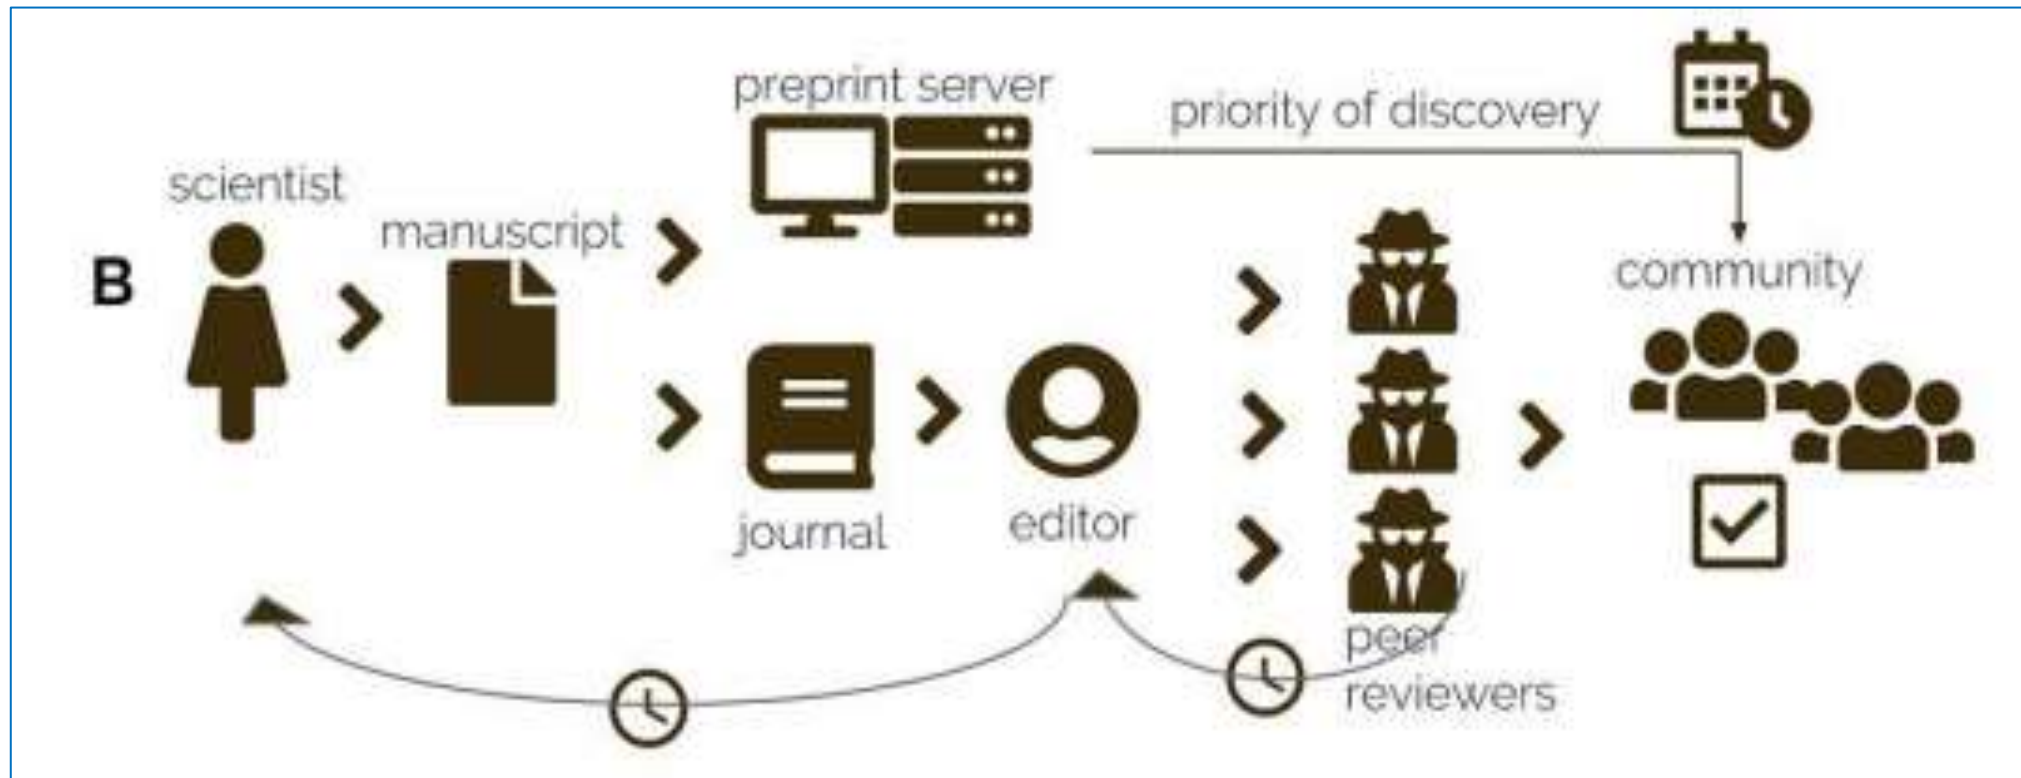 preprint server
priority of discovery
scientist
manuscript
B
community
journal
editor
peer
reviewers